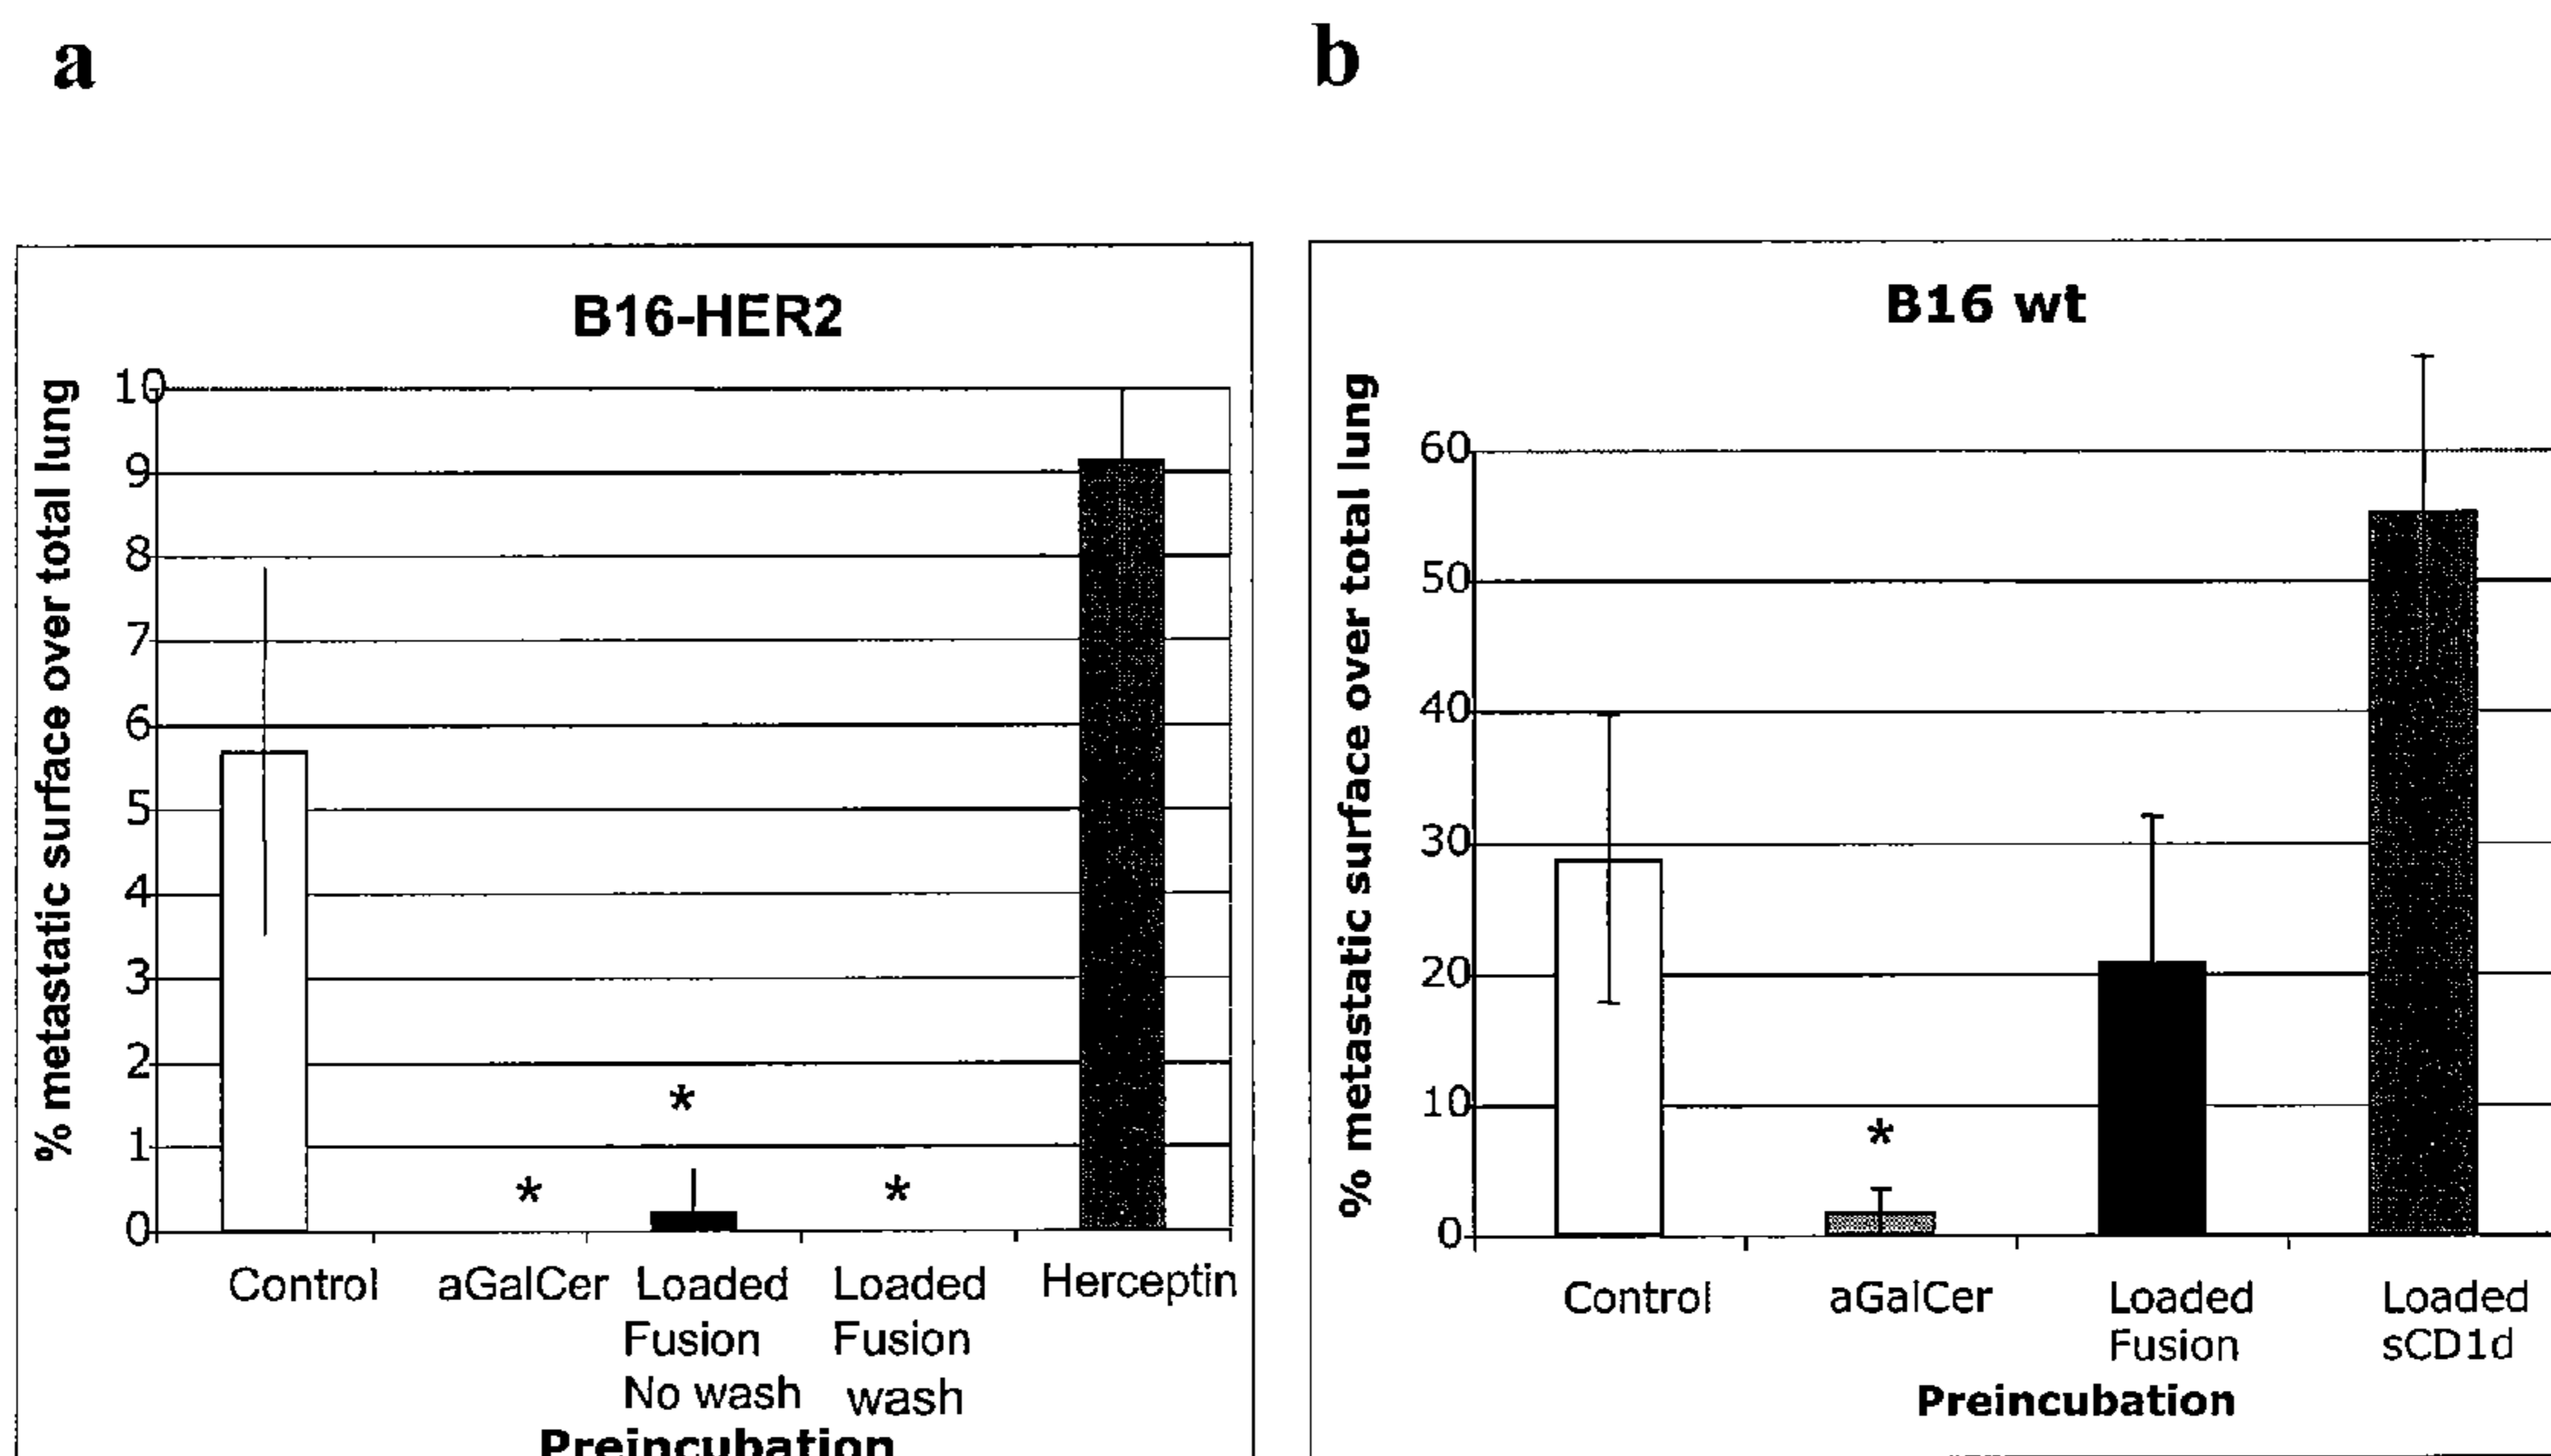 a
B16-HER2
% metastatic surface over total lung
10
9
8
7
6
5
4
3
2
1
0
*
*
*
Control
aGalCer
Loaded
Fusion
No wash
Loaded
Fusion
wash
Herceptin
Preincubation
b
B16 wt
% metastatic surface over total lung
60
50
40
30
20
10
0
*
Control
aGalCer
Loaded
Fusion
Loaded
sCD1d
Preincubation